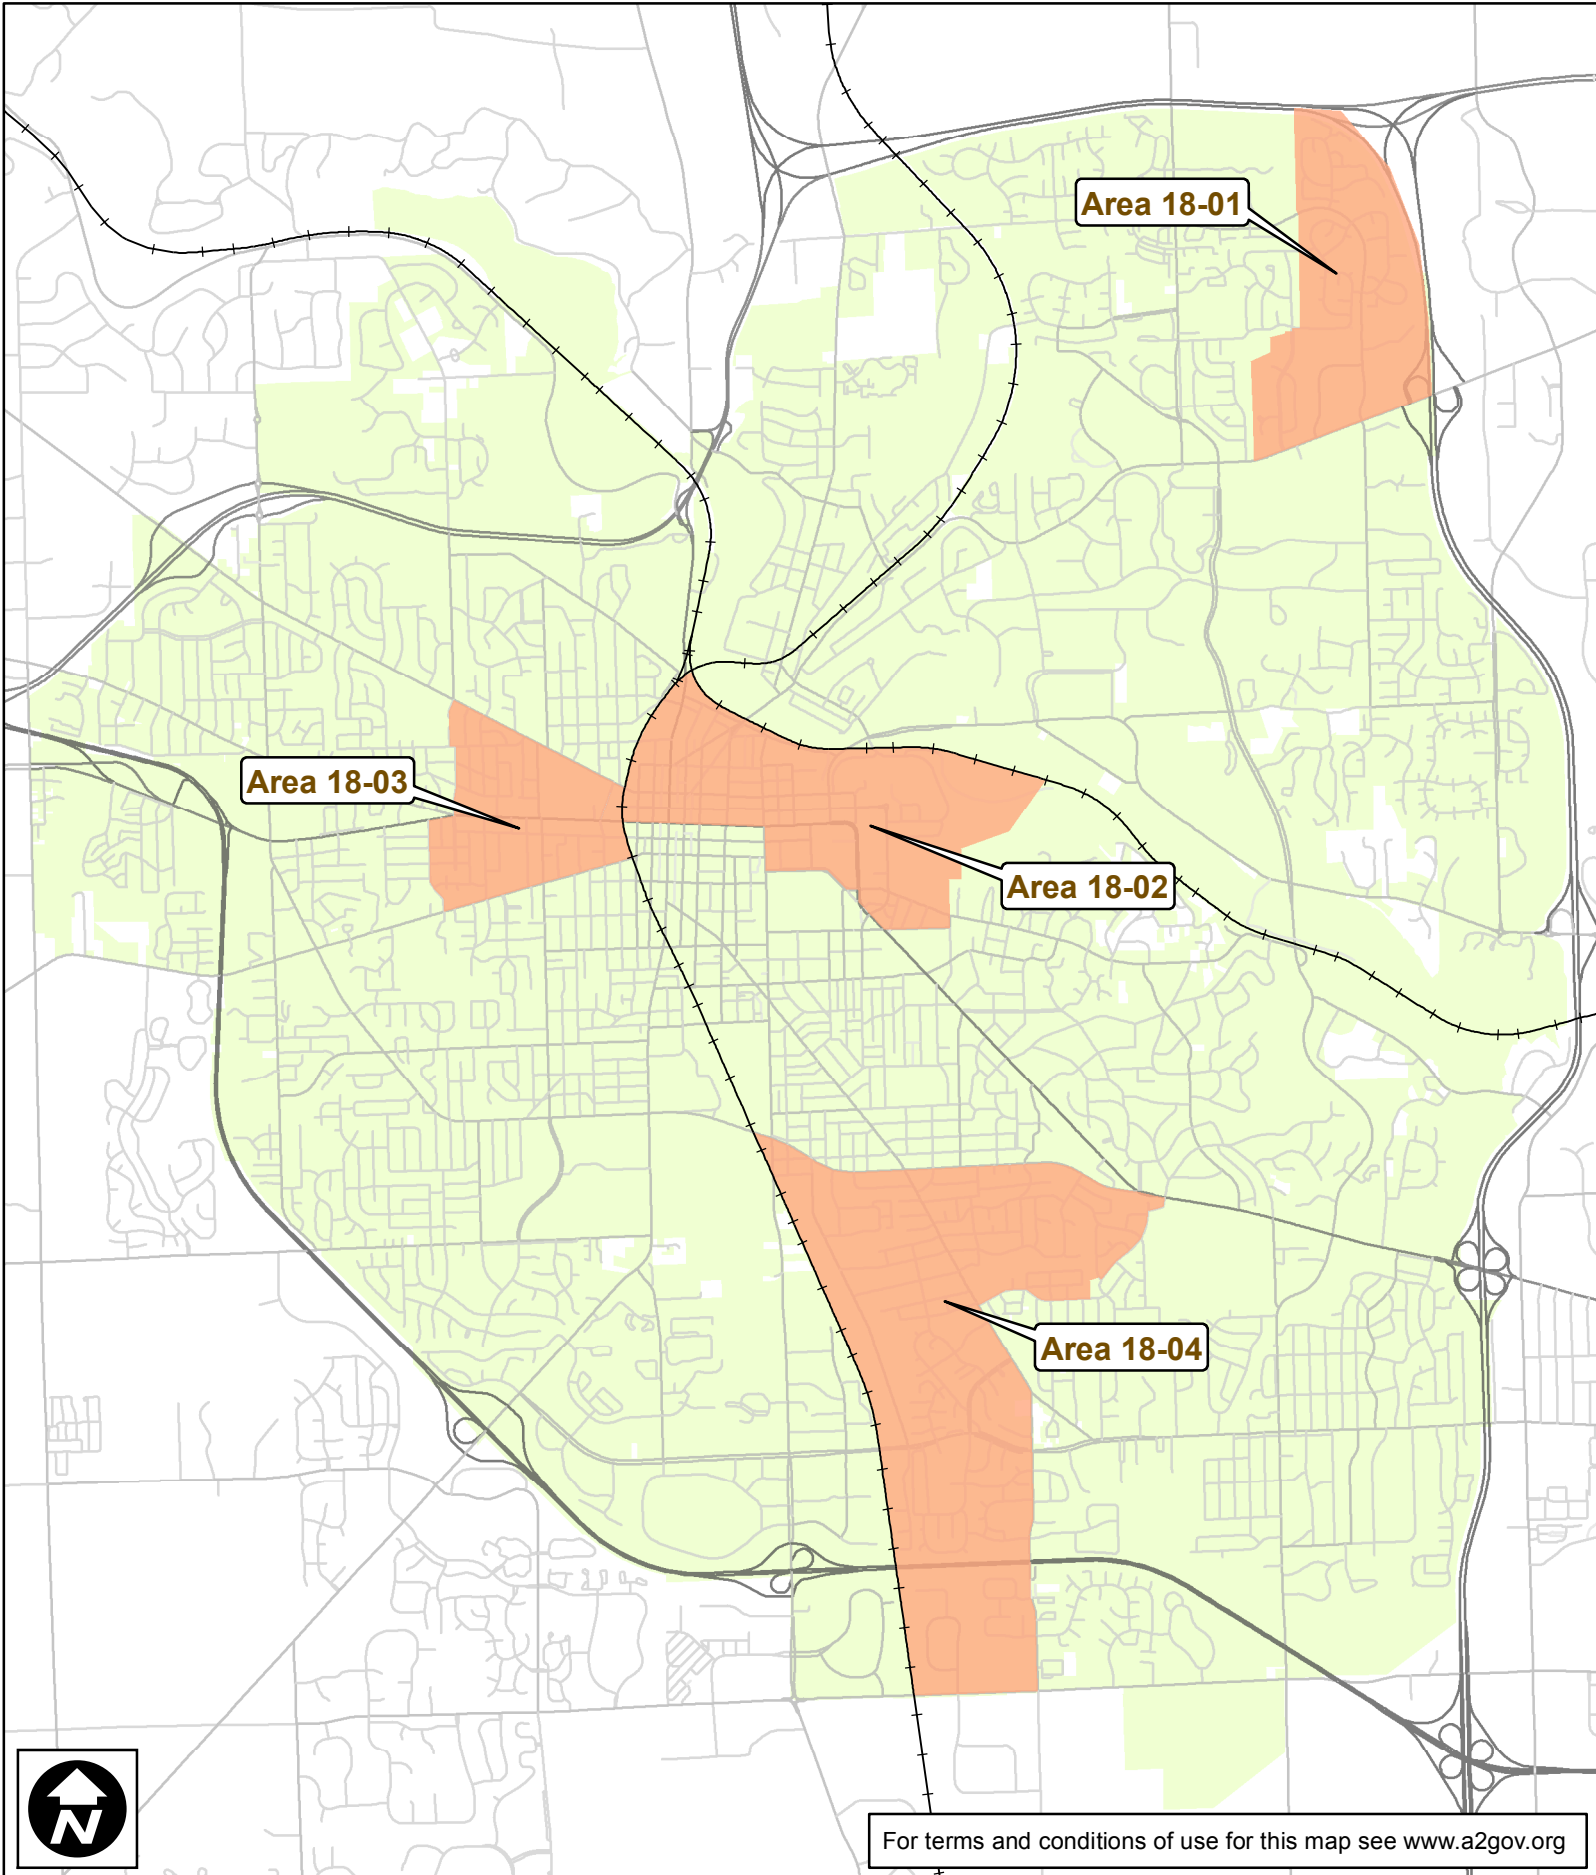 Area 18-01
Area 18-03
Area 18-02
Area 18-04
N
For terms and conditions of use for this map see www.a2gov.org